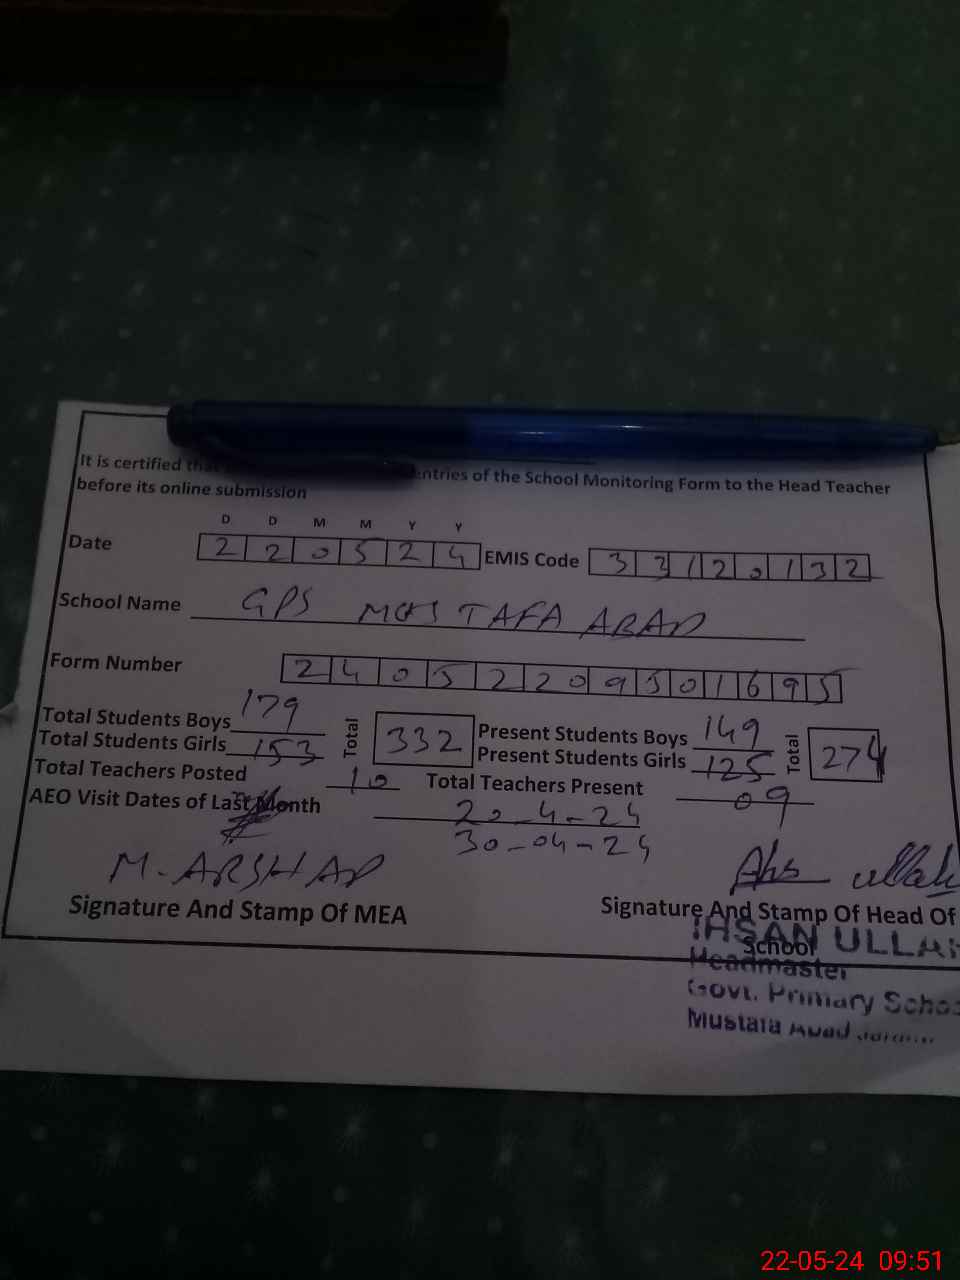 It is certified that entries of the School Monitoring Form to the Head Teacher
before its online submission
D D M M Y Y
Date 2 2 0 5 2 4 EMIS Code 3 3 1 2 0 1 3 2
School Name GPS MUSTAFA ABAD
Form Number 2 4 0 5 2 2 0 9 5 0 1 6 9 5
Total Students Boys 179 Total 332 Present Students Boys 149 Total 274
Total Students Girls 153 Present Students Girls 125
Total Teachers Posted 10 Total Teachers Present 09
AEO Visit Dates of Last Month 20-4-24
30-04-24
M. ARSHAD ullah
Signature And Stamp Of MEA Signature And Stamp Of Head Of
School
IHSAN ULLAH
Headmaster
Govt. Primary School
Mustafa Abad
22-05-24 09:51